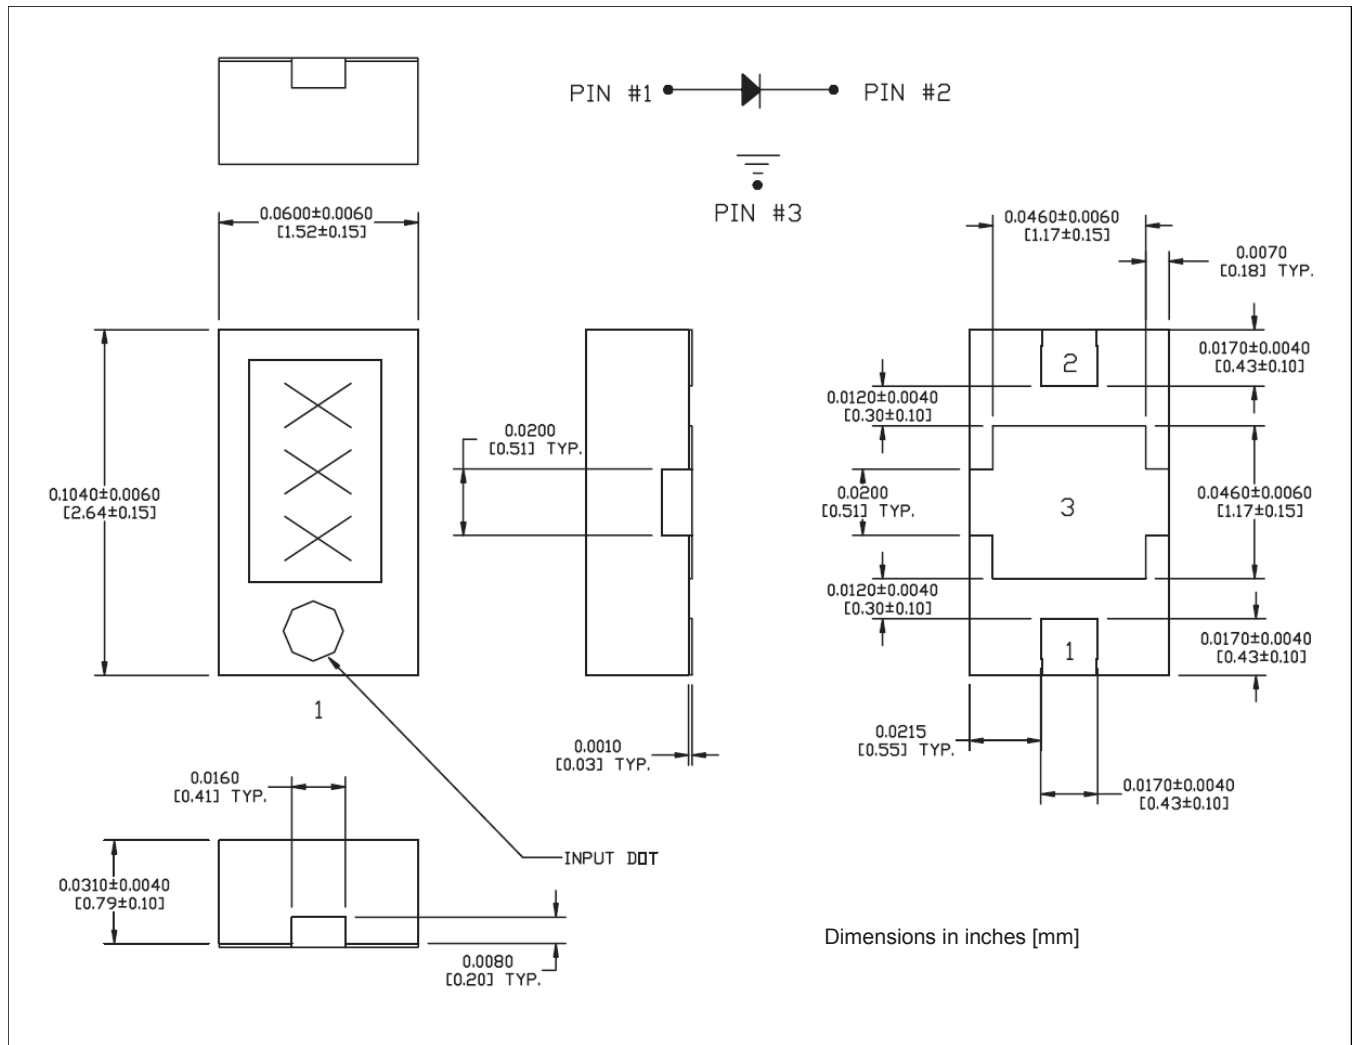 PIN #1
PIN #2
PIN #3
0.0600±0.0060
[1.52±0.15]
0.0460±0.0060
[1.17±0.15]
0.0070
[0.18] TYP.
2
0.0170±0.0040
[0.43±0.10]
0.0120±0.0040
[0.30±0.10]
0.0200
[0.51] TYP.
0.1040±0.0060
[2.64±0.15]
0.0200
[0.51] TYP.
3
0.0460±0.0060
[1.17±0.15]
0.0120±0.0040
[0.30±0.10]
1
0.0170±0.0040
[0.43±0.10]
1
0.0010
[0.03] TYP.
0.0215
[0.55] TYP.
0.0160
[0.41] TYP.
0.0170±0.0040
[0.43±0.10]
INPUT DOT
0.0310±0.0040
[0.79±0.10]
0.0080
[0.20] TYP.
Dimensions in inches [mm]